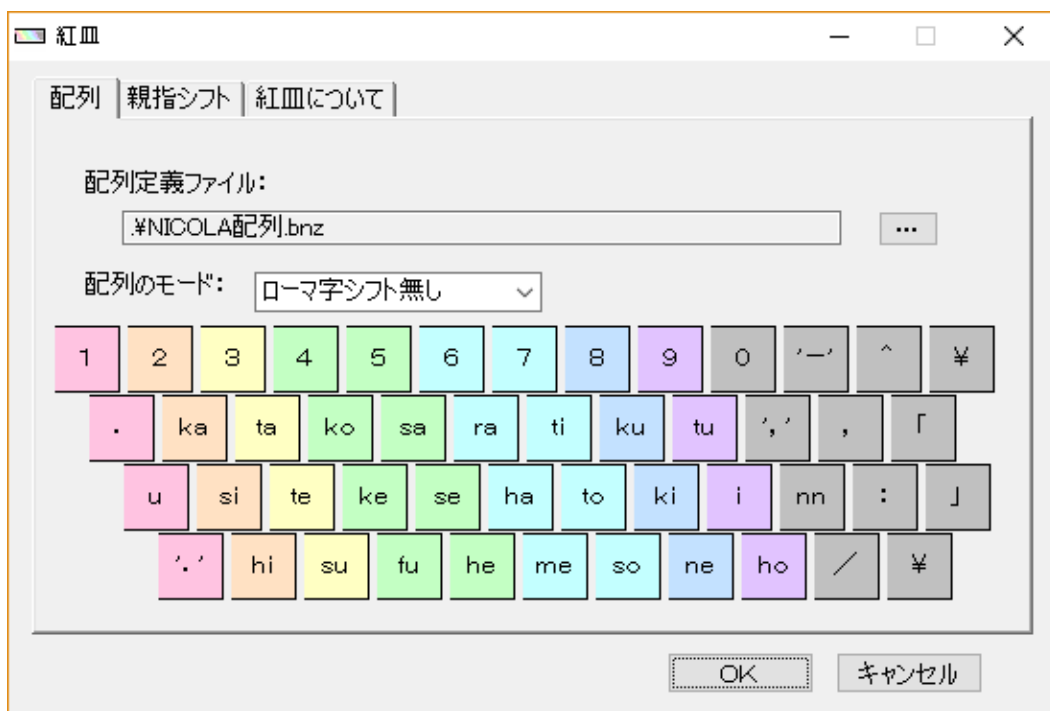 紅皿
配列 親指シフト 紅皿について
配列定義ファイル:
.¥NICOLA配列.bnz ...
配列のモード: ローマ字シフト無し
1 2 3 4 5 6 7 8 9 0 '－' ^ ¥
． ka ta ko sa ra ti ku tu '，' ， 「
u si te ke se ha to ki i nn : 」
'．' hi su fu he me so ne ho ／ ¥
OK キャンセル